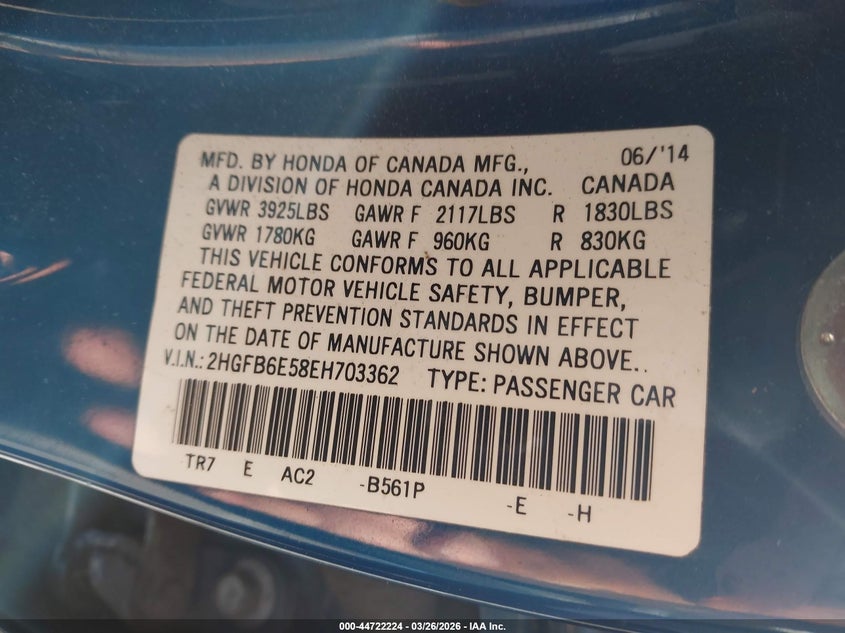 MFD. BY HONDA OF CANADA MFG., 06/'14
A DIVISION OF HONDA CANADA INC. CANADA
GVWR 3925LBS GAWR F 2117LBS R 1830LBS
GVWR 1780KG GAWR F 960KG R 830KG
THIS VEHICLE CONFORMS TO ALL APPLICABLE
FEDERAL MOTOR VEHICLE SAFETY, BUMPER,
AND THEFT PREVENTION STANDARDS IN EFFECT
ON THE DATE OF MANUFACTURE SHOWN ABOVE..
V.I.N.: 2HGFB6E58EH703362 TYPE: PASSENGER CAR
TR7 E AC2 -B561P -E -H
000-44722224 - 03/26/2026 - IAA Inc.